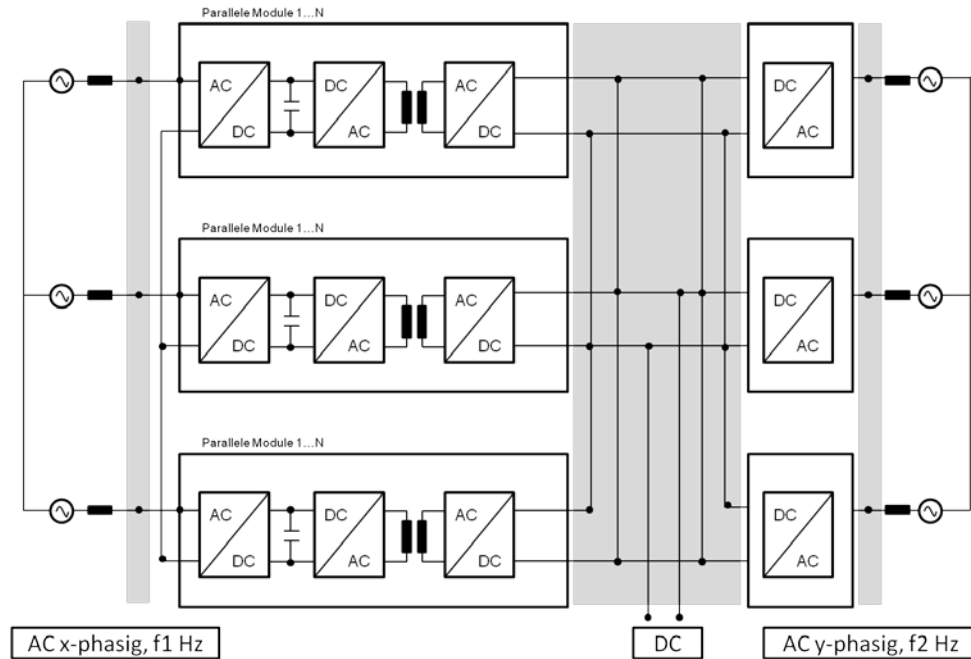 Parallele Module 1...N
AC
DC
DC
AC
AC
DC
DC
AC
Parallele Module 1...N
AC
DC
DC
AC
AC
DC
DC
AC
Parallele Module 1...N
AC
DC
DC
AC
AC
DC
DC
AC
AC x-phasig, f1 Hz
DC
AC y-phasig, f2 Hz